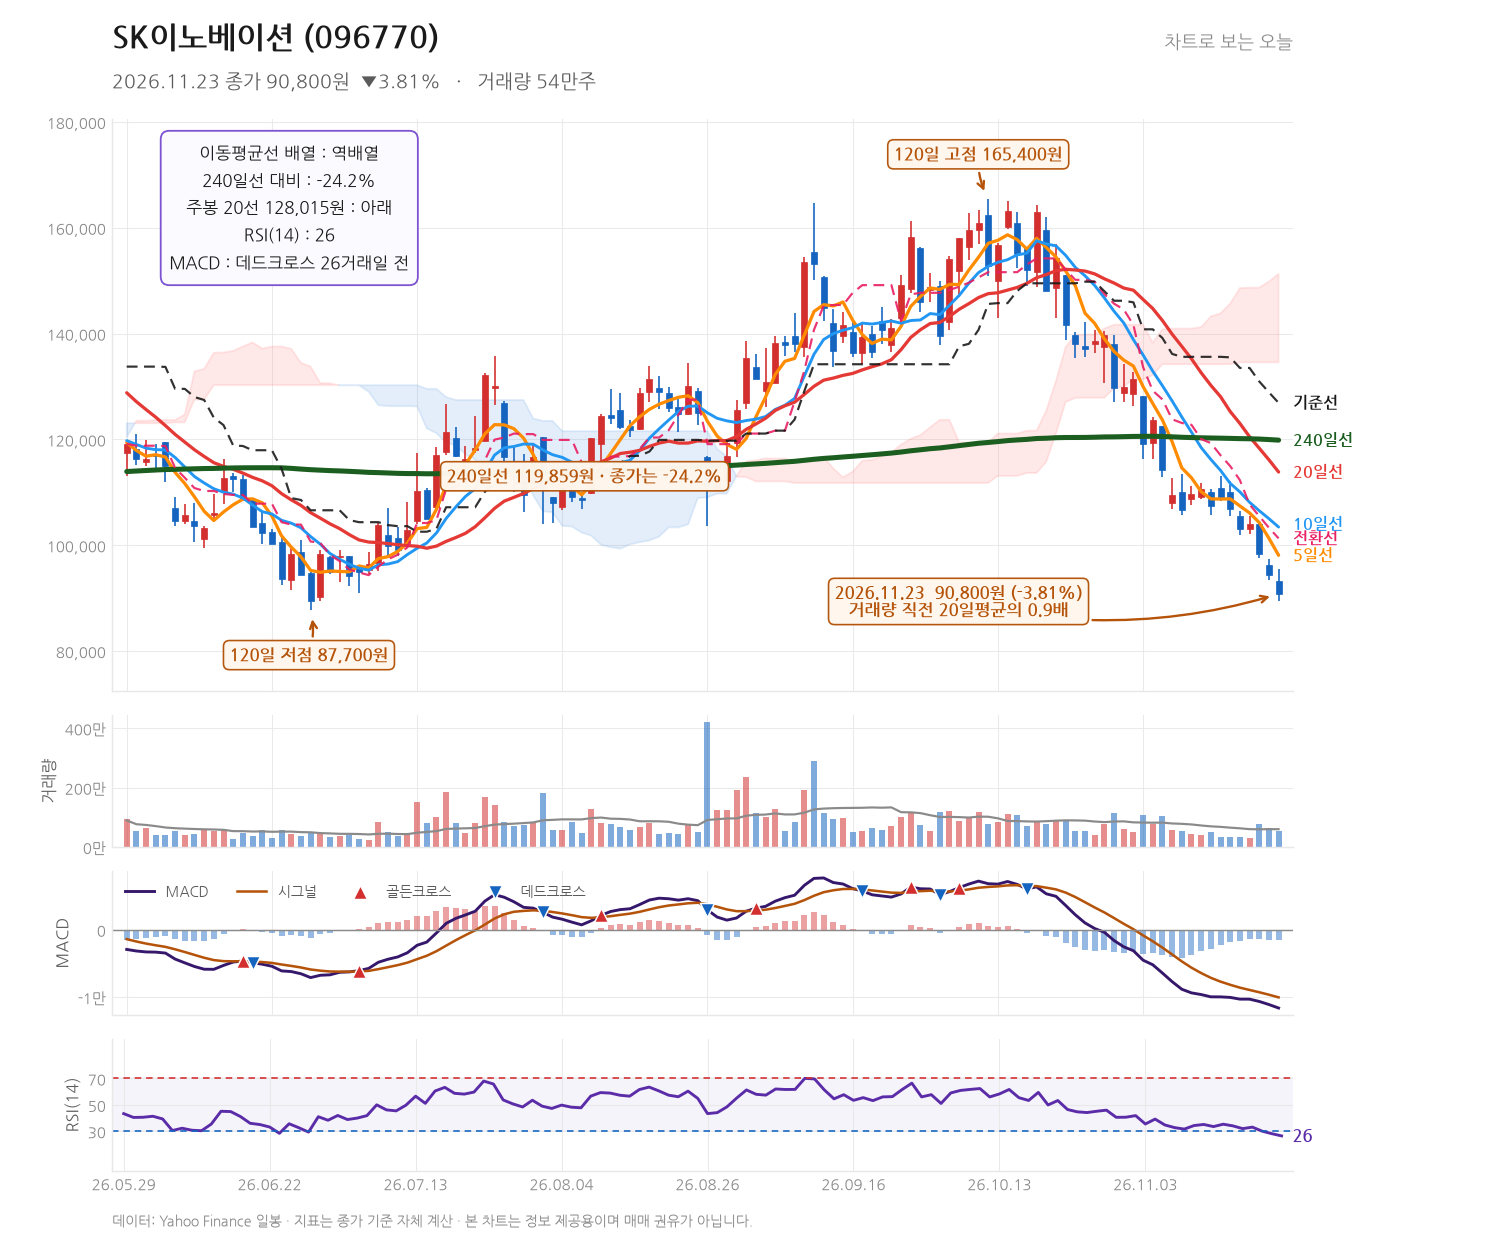 SK이노베이션 (096770)
차트로 보는 오늘
2026.11.23 종가 90,800원 ▼3.81% · 거래량 54만주
180,000
160,000
140,000
120,000
100,000
80,000
이동평균선 배열 : 역배열
240일선 대비 : -24.2%
주봉 20선 128,015원 : 아래
RSI(14) : 26
MACD : 데드크로스 26거래일 전
120일 고점 165,400원
240일선 119,859원 · 종가는 -24.2%
120일 저점 87,700원
2026.11.23 90,800원 (-3.81%)
거래량 직전 20일평균의 0.9배
기준선
240일선
20일선
10일선
전환선
5일선
거래량
400만
200만
0만
MACD
MACD
시그널
골든크로스
데드크로스
0
-1만
RSI(14)
70
50
30
26
26.05.29
26.06.22
26.07.13
26.08.04
26.08.26
26.09.16
26.10.13
26.11.03
데이터: Yahoo Finance 일봉 · 지표는 종가 기준 자체 계산 · 본 차트는 정보 제공용이며 매매 권유가 아닙니다.